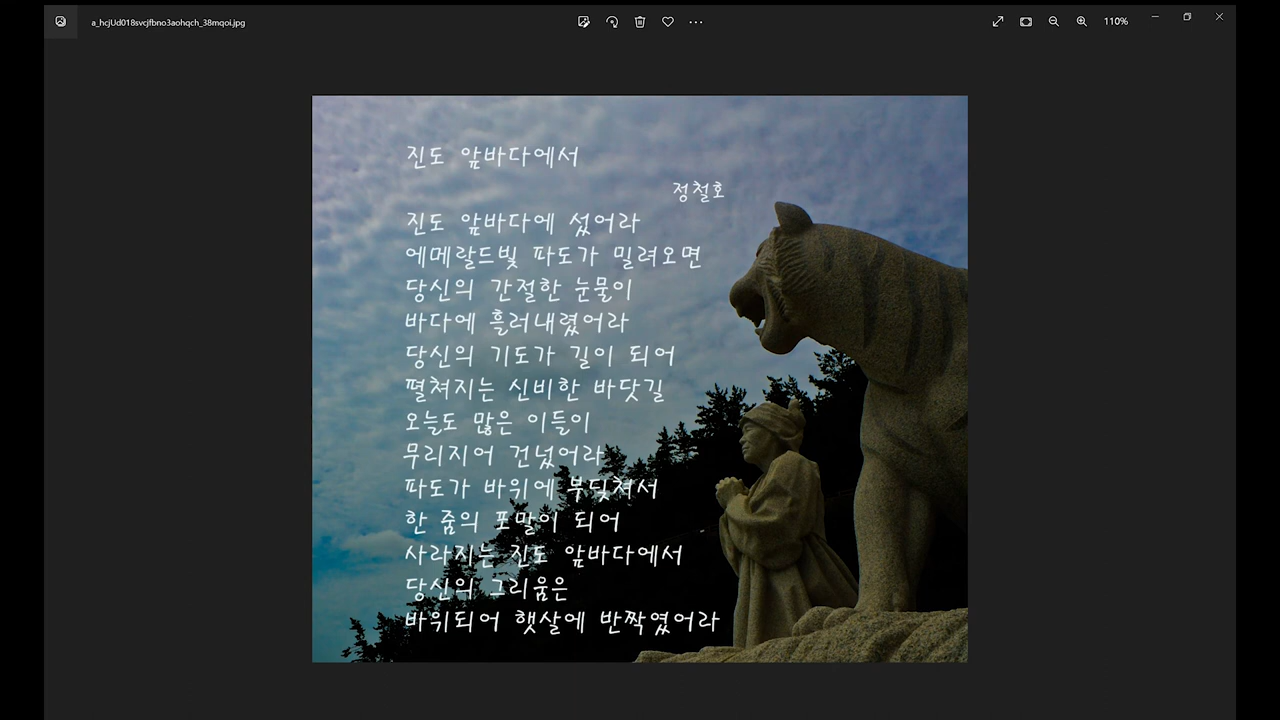 a_hcjUd018svcjfbno3aohqch_38mqoi.jpg
110%
진도 앞바다에서
정철호
진도 앞바다에 섰어라
에메랄드빛 파도가 밀려오면
당신의 간절한 눈물이
바다에 흘러내렸어라
당신의 기도가 길이 되어
펼쳐지는 신비한 바닷길
오늘도 많은 이들이
무리지어 건넜어라
파도가 바위에 부딪쳐서
한 줌의 포말이 되어
사라지는 진도 앞바다에서
당신의 그리움은
바위되어 햇살에 반짝였어라